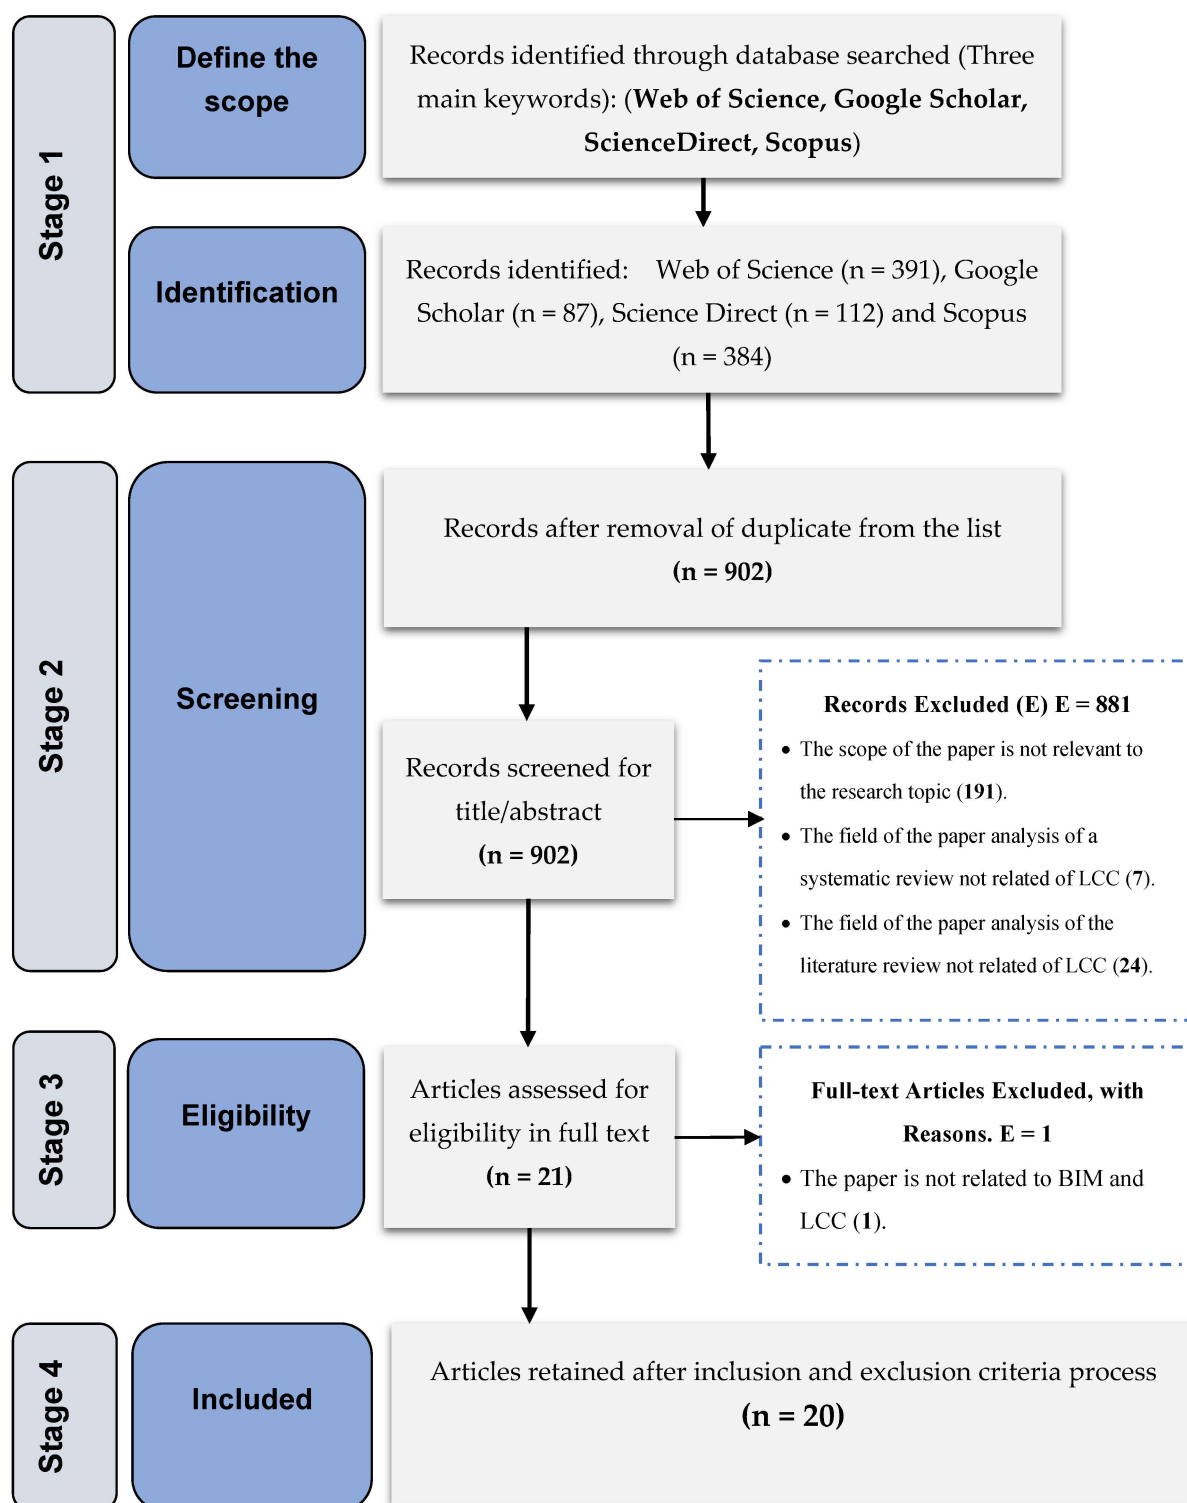 Stage 1
Define the
scope
Records identified through database searched (Three
main keywords): (Web of Science, Google Scholar,
ScienceDirect, Scopus)
Identification
Records identified: Web of Science (n = 391), Google
Scholar (n = 87), Science Direct (n = 112) and Scopus
(n = 384)
Stage 2
Screening
Records after removal of duplicate from the list
(n = 902)
Records screened for
title/abstract
(n = 902)
Records Excluded (E) E = 881
• The scope of the paper is not relevant to
the research topic (191).
• The field of the paper analysis of a
systematic review not related of LCC (7).
• The field of the paper analysis of the
literature review not related of LCC (24).
Stage 3
Eligibility
Articles assessed for
eligibility in full text
(n = 21)
Full-text Articles Excluded, with
Reasons. E = 1
• The paper is not related to BIM and
LCC (1).
Stage 4
Included
Articles retained after inclusion and exclusion criteria process
(n = 20)